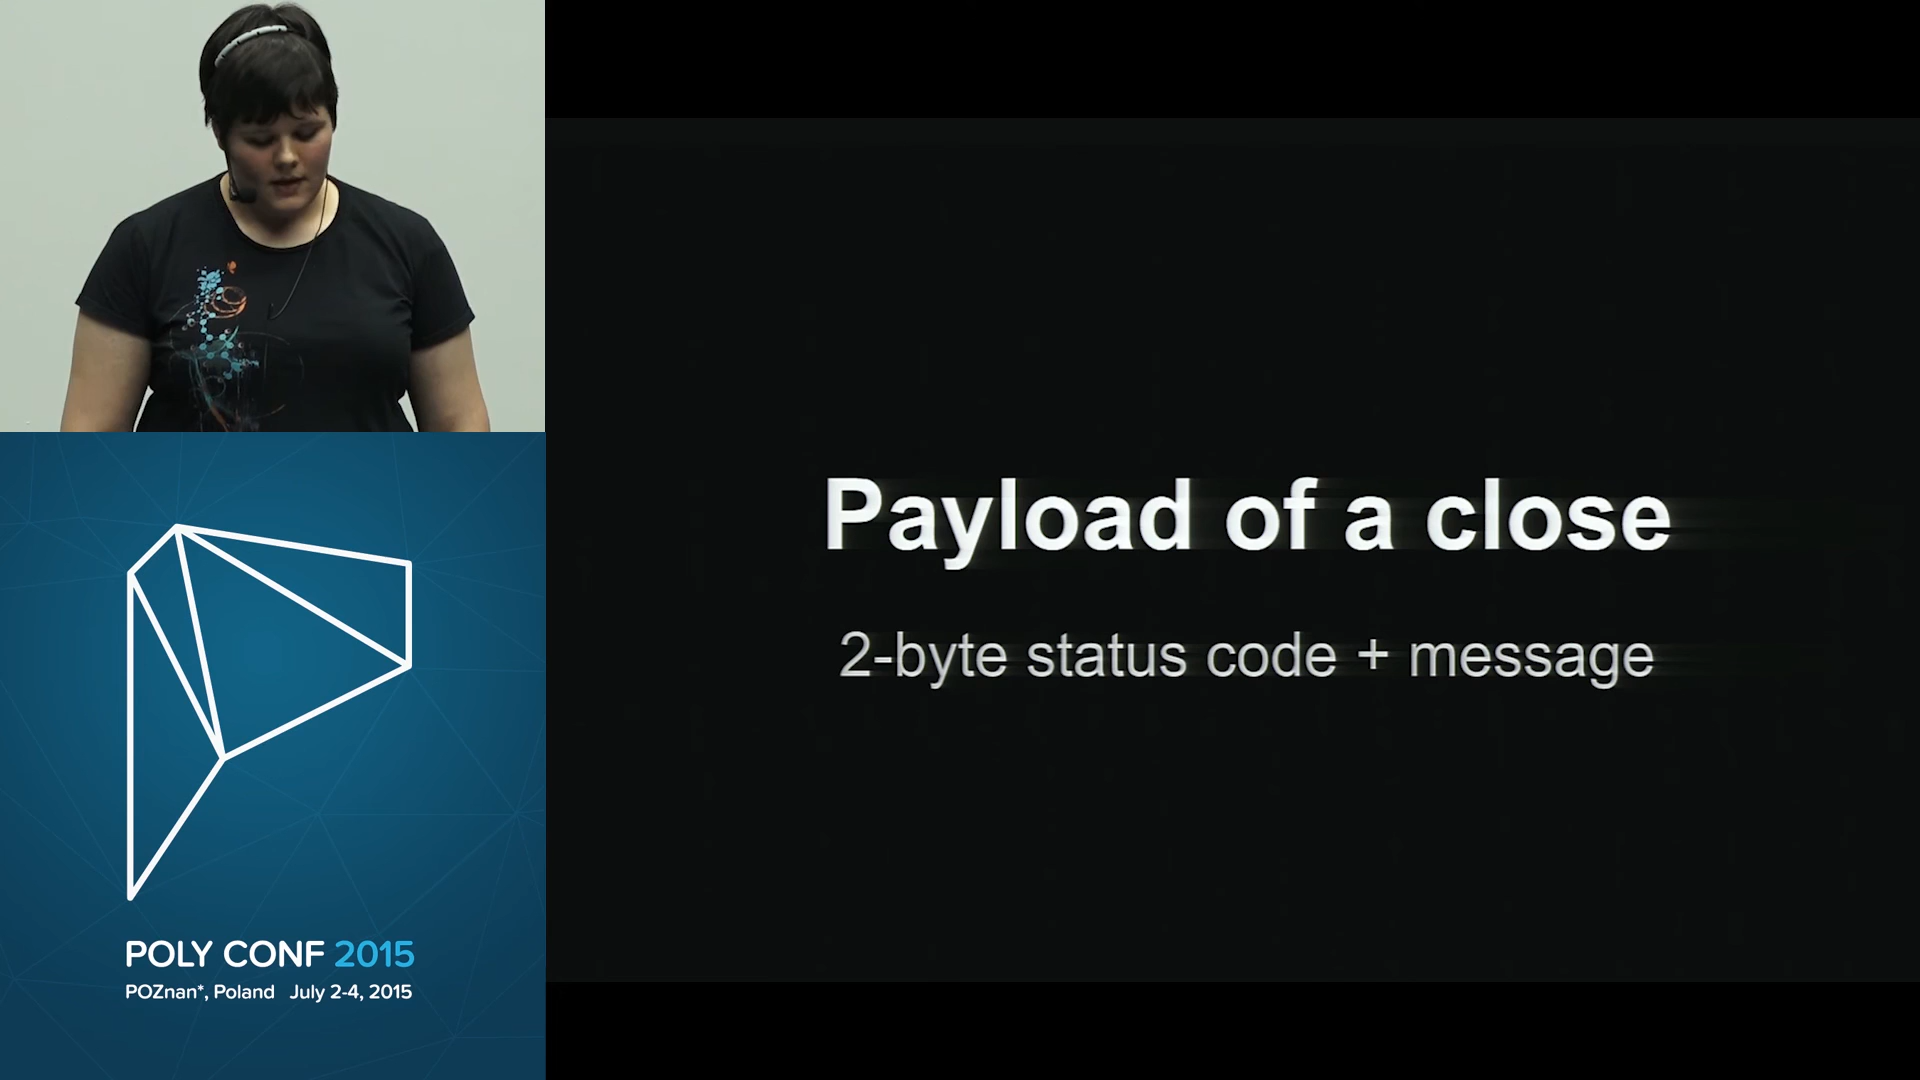 Payload of a close
2-byte status code + message
POLY CONF 2015
POZnan*, Poland July 2-4, 2015